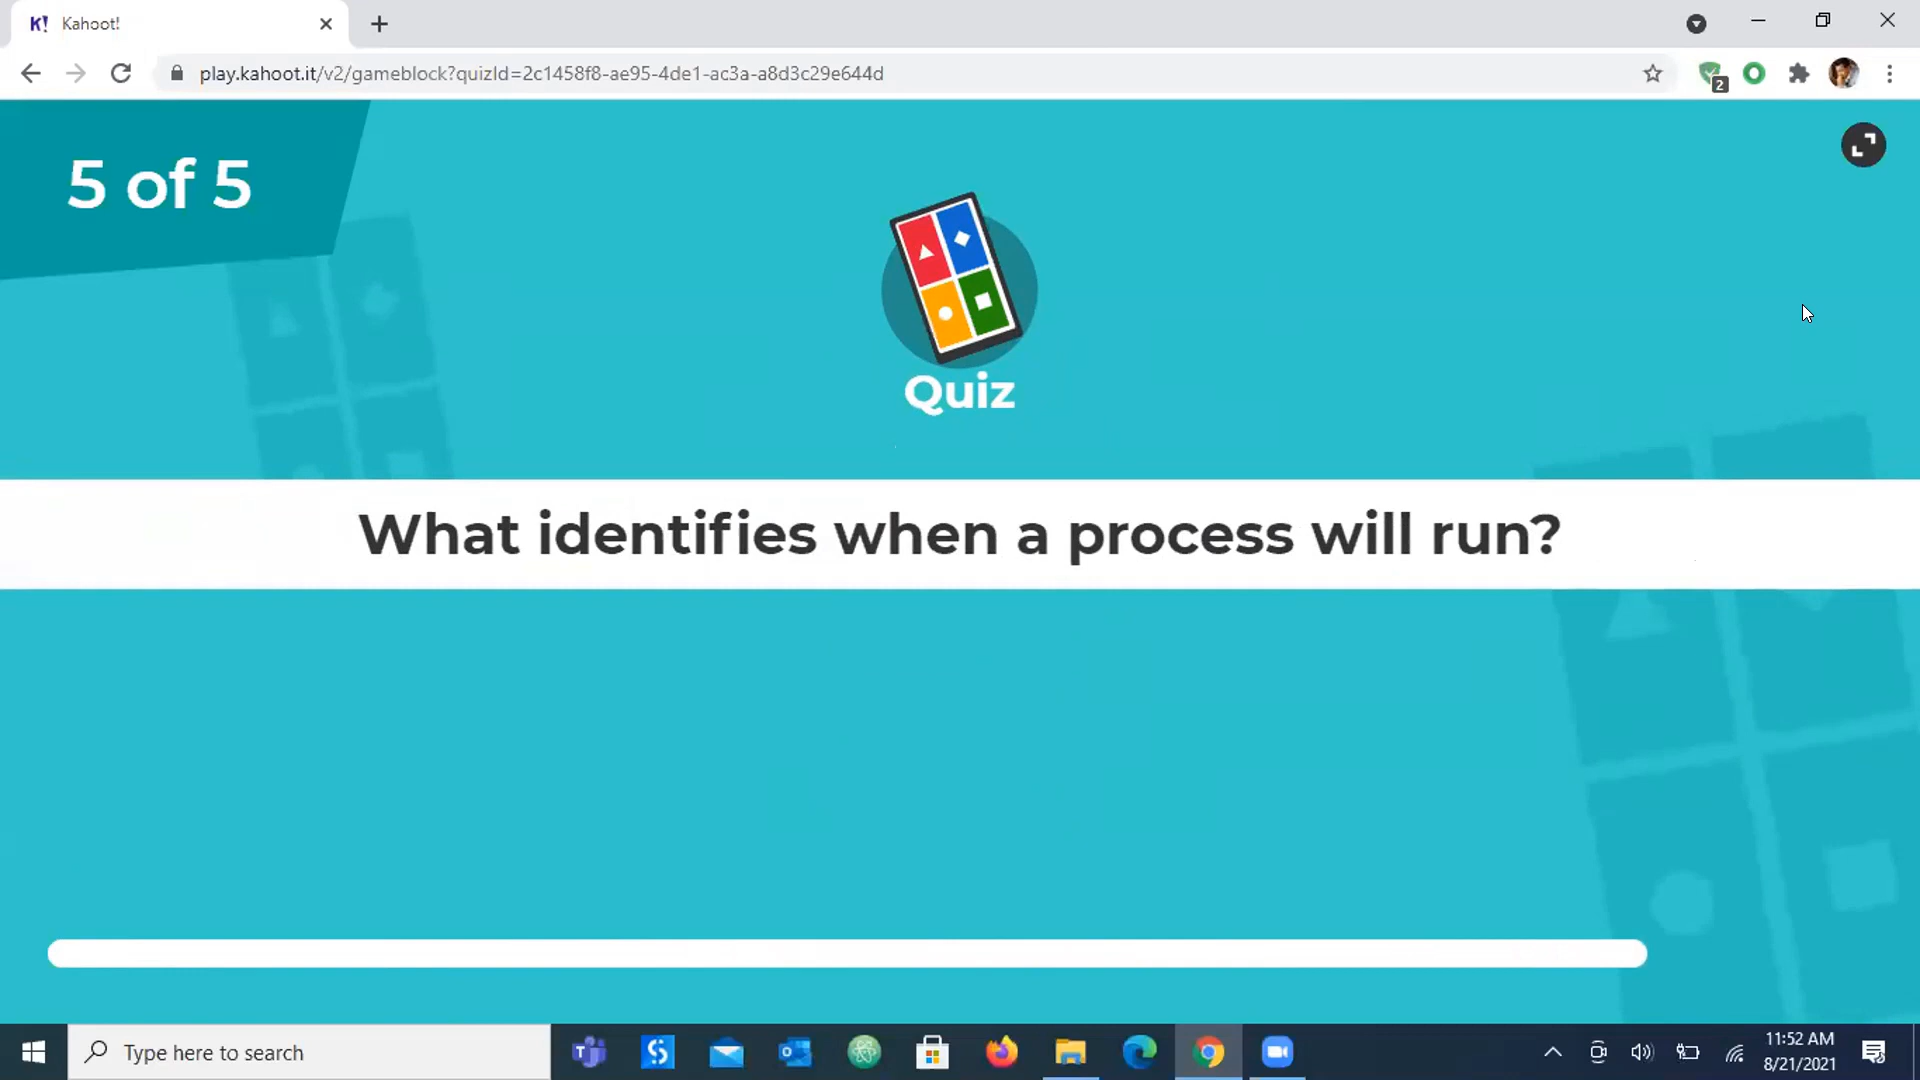 K! Kahoot!
play.kahoot.it/v2/gameblock?quizId=2c1458f8-ae95-4de1-ac3a-a8d3c29e644d
2
5 of 5
Quiz
What identifies when a process will run?
Type here to search
11:52 AM
8/21/2021